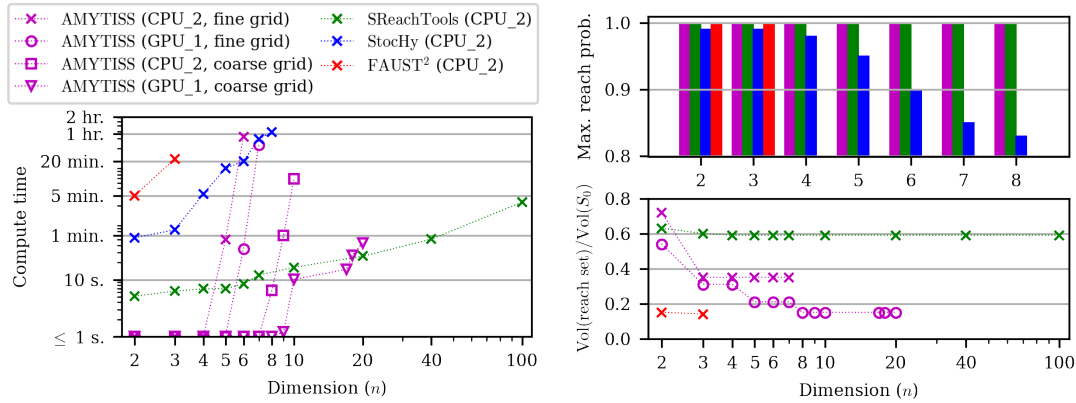 AMYTISS (CPU_2, fine grid)
AMYTISS (GPU_1, fine grid)
AMYTISS (CPU_2, coarse grid)
AMYTISS (GPU_1, coarse grid)
SReachTools (CPU_2)
StocHy (CPU_2)
FAUST² (CPU_2)
Compute time
2 hr.
1 hr.
20 min.
5 min.
1 min.
10 s.
≤ 1 s.
2 3 4 5 6 7 8 10 20 40 100
Dimension (n)
Max. reach prob.
1.0
0.9
0.8
2 3 4 5 6 7 8
Vol(reach set)/Vol(S₀)
0.8
0.6
0.4
0.2
0.0
2 3 4 5 6 7 8 10 20 40 100
Dimension (n)